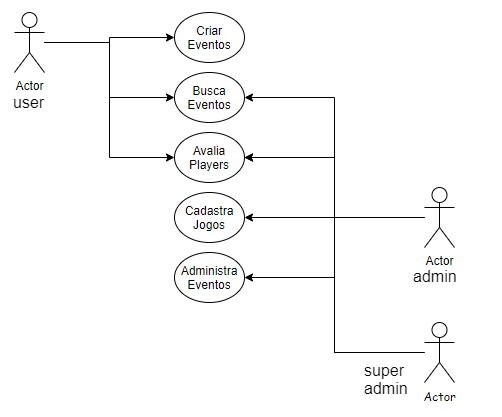 Actor
user
Criar
Eventos
Busca
Eventos
Avalia
Players
Cadastra
Jogos
Administra
Eventos
Actor
admin
super
admin
Actor